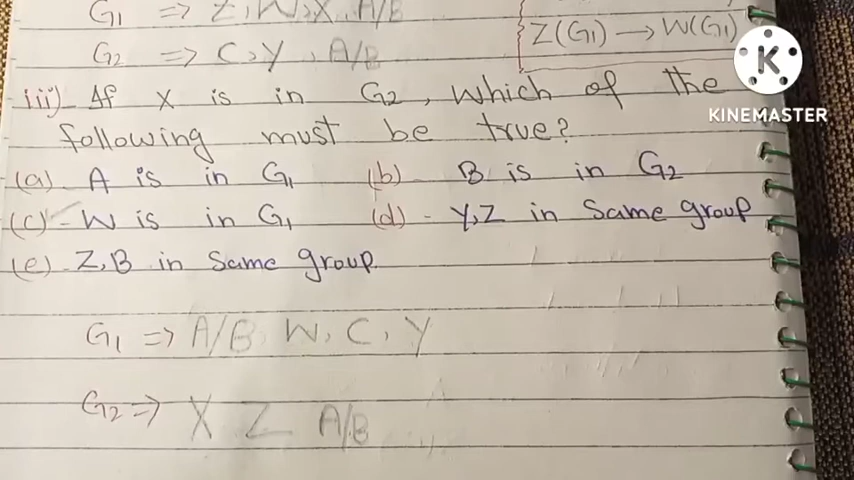 G1 => Z, W, X, A/B
G2 => C, Y, A/B
Z(G1) → W(G1)
K
KINEMASTER
iii) - If X is in G2, which of the
following must be true?
(a) - A is in G1 (b) - B is in G2
(c) - W is in G1 (d) - Y, Z in Same group
(e) - Z, B in Same group.
G1 => A/B, W, C, Y
G2 => X Z A/B